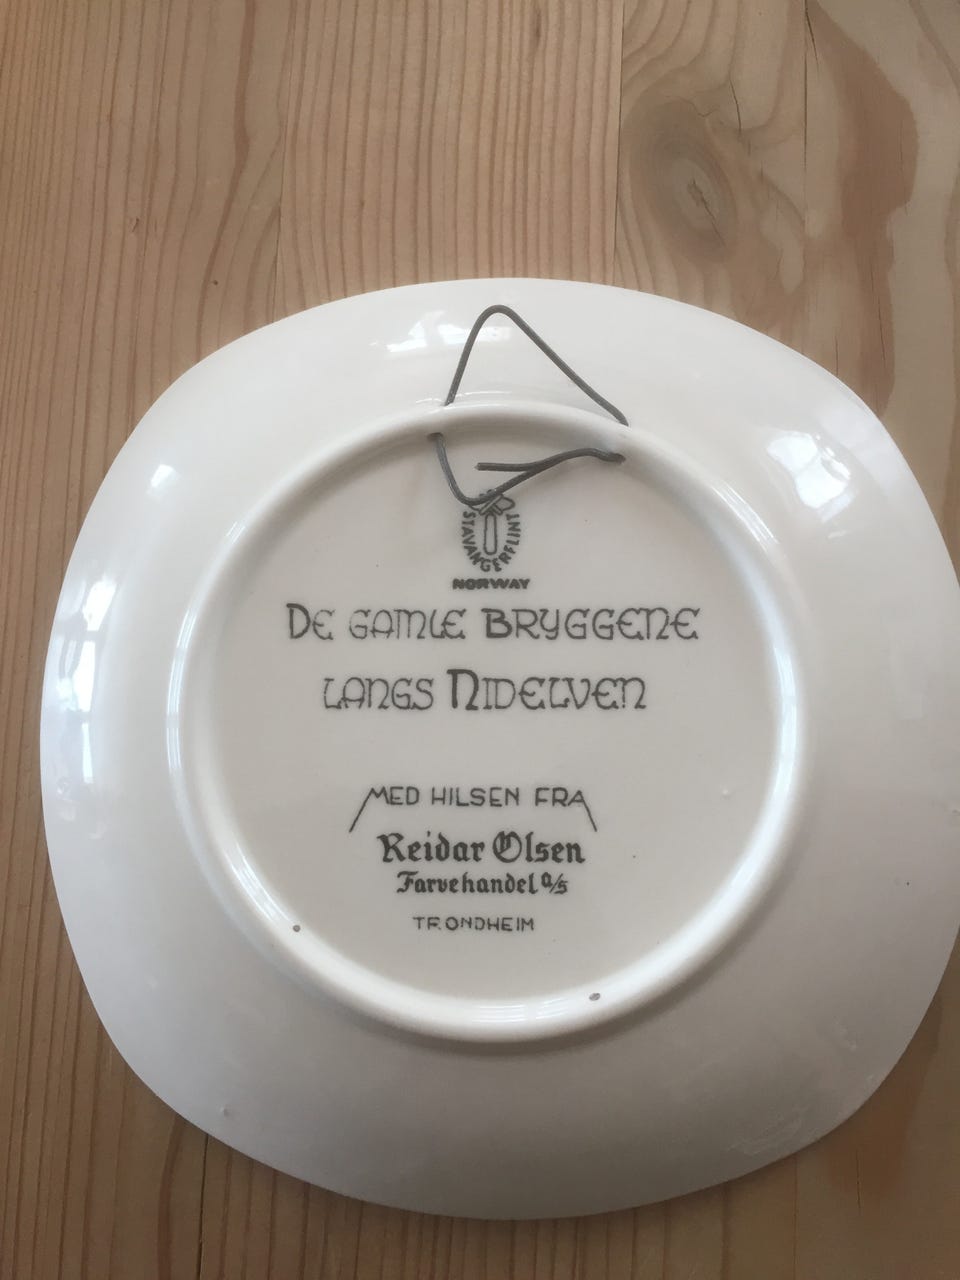 STAVANGERFLINT
NORWAY
DE GAMLE BRYGGENE
LANGS NIDELVEN
MED HILSEN FRA
Reidar Olsen
Farvehandel a/s
TRONDHEIM